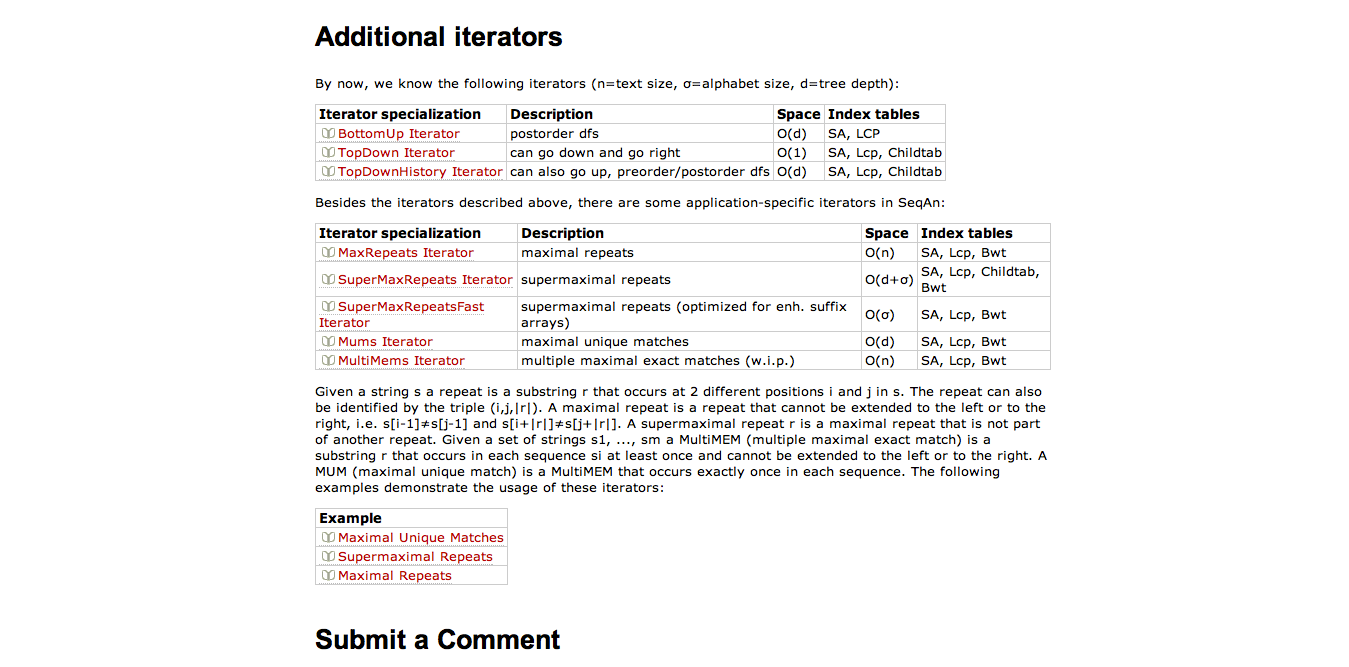 Additional iterators
By now, we know the following iterators (n=text size, σ=alphabet size, d=tree depth):
Iterator specialization Description Space Index tables
BottomUp Iterator postorder dfs O(d) SA, LCP
TopDown Iterator can go down and go right O(1) SA, Lcp, Childtab
TopDownHistory Iterator can also go up, preorder/postorder dfs O(d) SA, Lcp, Childtab
Besides the iterators described above, there are some application-specific iterators in SeqAn:
Iterator specialization Description Space Index tables
MaxRepeats Iterator maximal repeats O(n) SA, Lcp, Bwt
SuperMaxRepeats Iterator supermaximal repeats O(d+σ) SA, Lcp, Childtab,
Bwt
SuperMaxRepeatsFast supermaximal repeats (optimized for enh. suffix
Iterator arrays) O(σ) SA, Lcp, Bwt
Mums Iterator maximal unique matches O(d) SA, Lcp, Bwt
MultiMems Iterator multiple maximal exact matches (w.i.p.) O(n) SA, Lcp, Bwt
Given a string s a repeat is a substring r that occurs at 2 different positions i and j in s. The repeat can also
be identified by the triple (i,j,|r|). A maximal repeat is a repeat that cannot be extended to the left or to the
right, i.e. s[i-1]≠s[j-1] and s[i+|r|]≠s[j+|r|]. A supermaximal repeat r is a maximal repeat that is not part
of another repeat. Given a set of strings s1, ..., sm a MultiMEM (multiple maximal exact match) is a
substring r that occurs in each sequence si at least once and cannot be extended to the left or to the right. A
MUM (maximal unique match) is a MultiMEM that occurs exactly once in each sequence. The following
examples demonstrate the usage of these iterators:
Example
Maximal Unique Matches
Supermaximal Repeats
Maximal Repeats
Submit a Comment